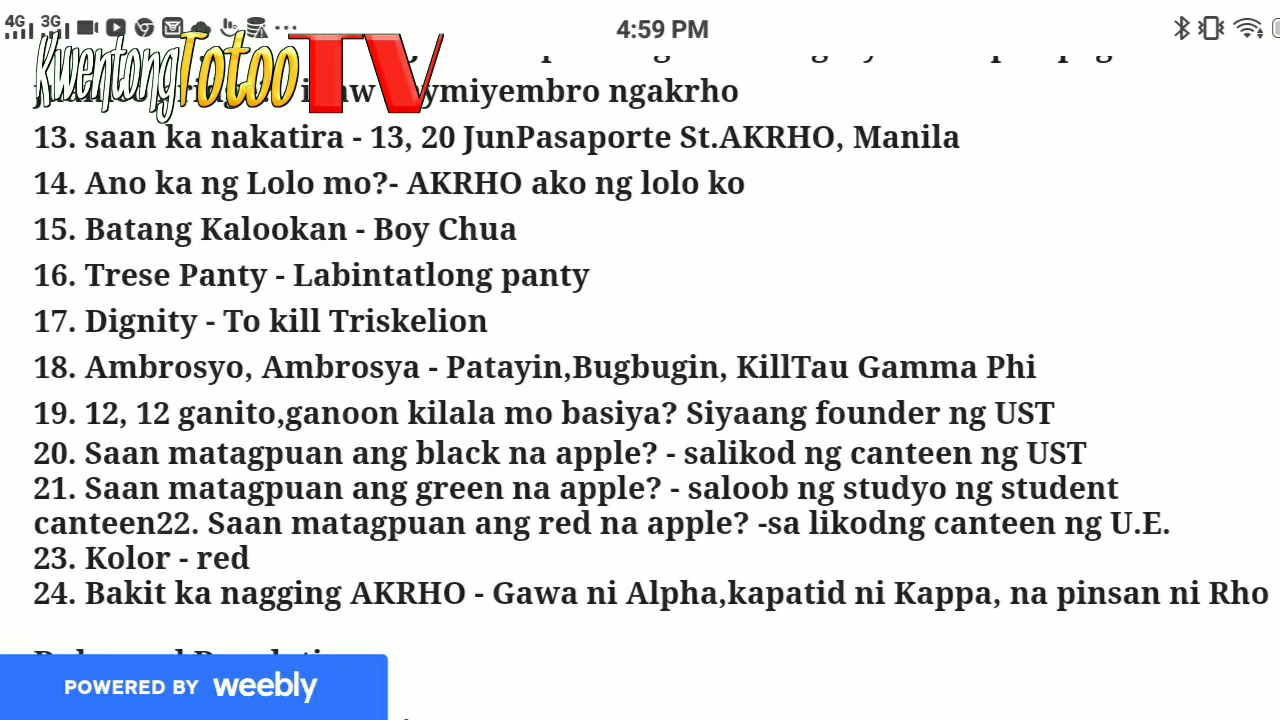 4G 3G 4:59 PM
KwentongTotoo TV
ngakrho
13. saan ka nakatira - 13, 20 JunPasaporte St.AKRHO, Manila
14. Ano ka ng Lolo mo?- AKRHO ako ng lolo ko
15. Batang Kalookan - Boy Chua
16. Trese Panty - Labintatlong panty
17. Dignity - To kill Triskelion
18. Ambrosyo, Ambrosya - Patayin,Bugbugin, KillTau Gamma Phi
19. 12, 12 ganito,ganoon kilala mo basiya? Siyaang founder ng UST
20. Saan matagpuan ang black na apple? - salikod ng canteen ng UST
21. Saan matagpuan ang green na apple? - saloob ng studyo ng student
canteen22. Saan matagpuan ang red na apple? -sa likodng canteen ng U.E.
23. Kolor - red
24. Bakit ka nagging AKRHO - Gawa ni Alpha,kapatid ni Kappa, na pinsan ni Rho
POWERED BY weebly